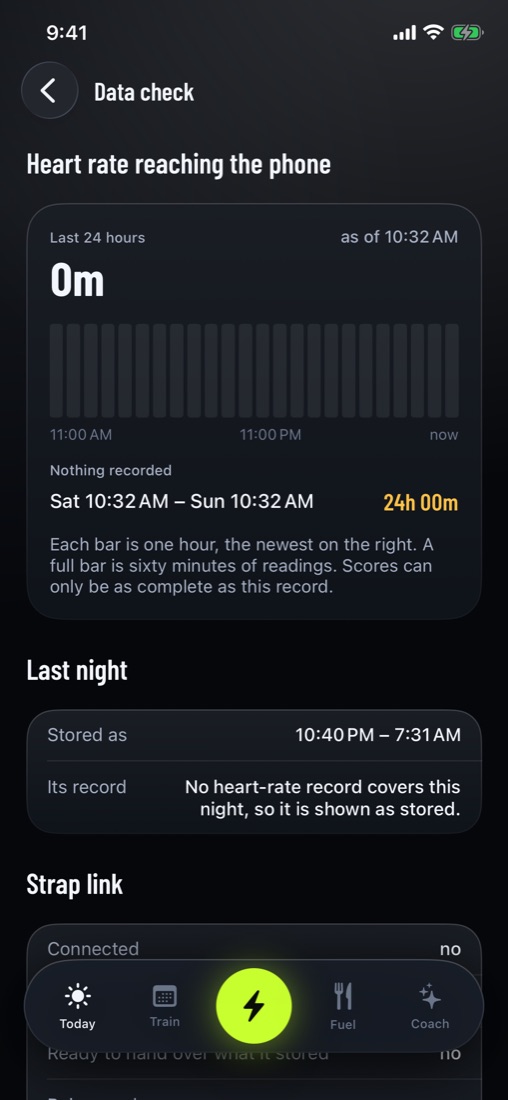 9:41
Data check
Heart rate reaching the phone
Last 24 hours
as of 10:32 AM
0m
11:00 AM
11:00 PM
now
Nothing recorded
Sat 10:32 AM – Sun 10:32 AM
24h 00m
Each bar is one hour, the newest on the right. A
full bar is sixty minutes of readings. Scores can
only be as complete as this record.
Last night
Stored as
10:40 PM – 7:31 AM
Its record
No heart-rate record covers this
night, so it is shown as stored.
Strap link
Connected
no
Today
Train
Fuel
Coach
Ready to hand over what it stored
no